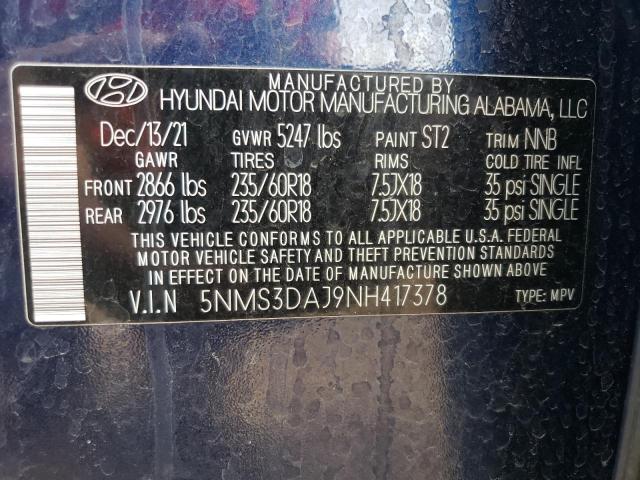 MANUFACTURED BY
HYUNDAI MOTOR MANUFACTURING ALABAMA, LLC
Dec/13/21 GVWR 5247 lbs PAINT ST2 TRIM NNB
GAWR TIRES RIMS COLD TIRE INFL
FRONT 2866 lbs 235/60R18 7.5JX18 35 psi SINGLE
REAR 2976 lbs 235/60R18 7.5JX18 35 psi SINGLE
THIS VEHICLE CONFORMS TO ALL APPLICABLE U.S.A. FEDERAL
MOTOR VEHICLE SAFETY AND THEFT PREVENTION STANDARDS
IN EFFECT ON THE DATE OF MANUFACTURE SHOWN ABOVE.
V.I.N 5NMS3DAJ9NH417378 TYPE: MPV